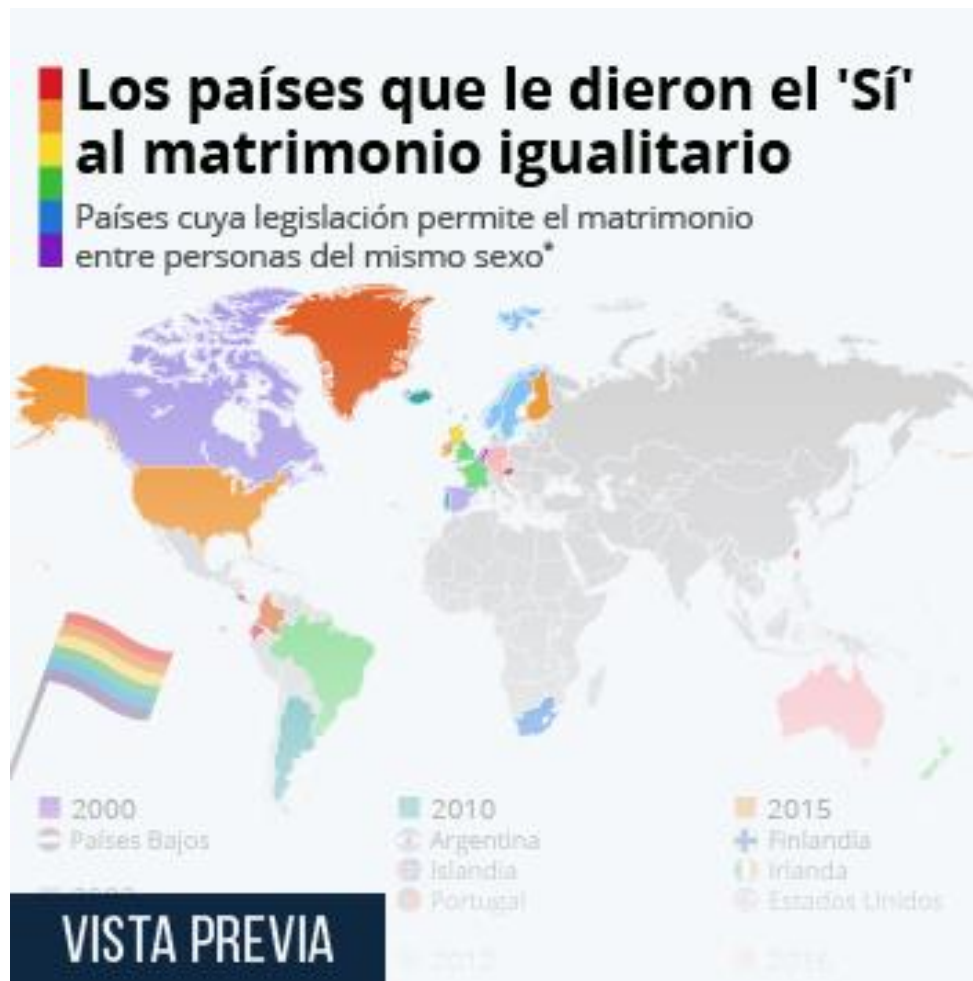 Los países que le dieron el 'Sí'
al matrimonio igualitario
Países cuya legislación permite el matrimonio
entre personas del mismo sexo*
2000
Países Bajos
2010
Argentina
Islandia
Portugal
2015
Finlandia
Irlanda
Estados Unidos
VISTA PREVIA